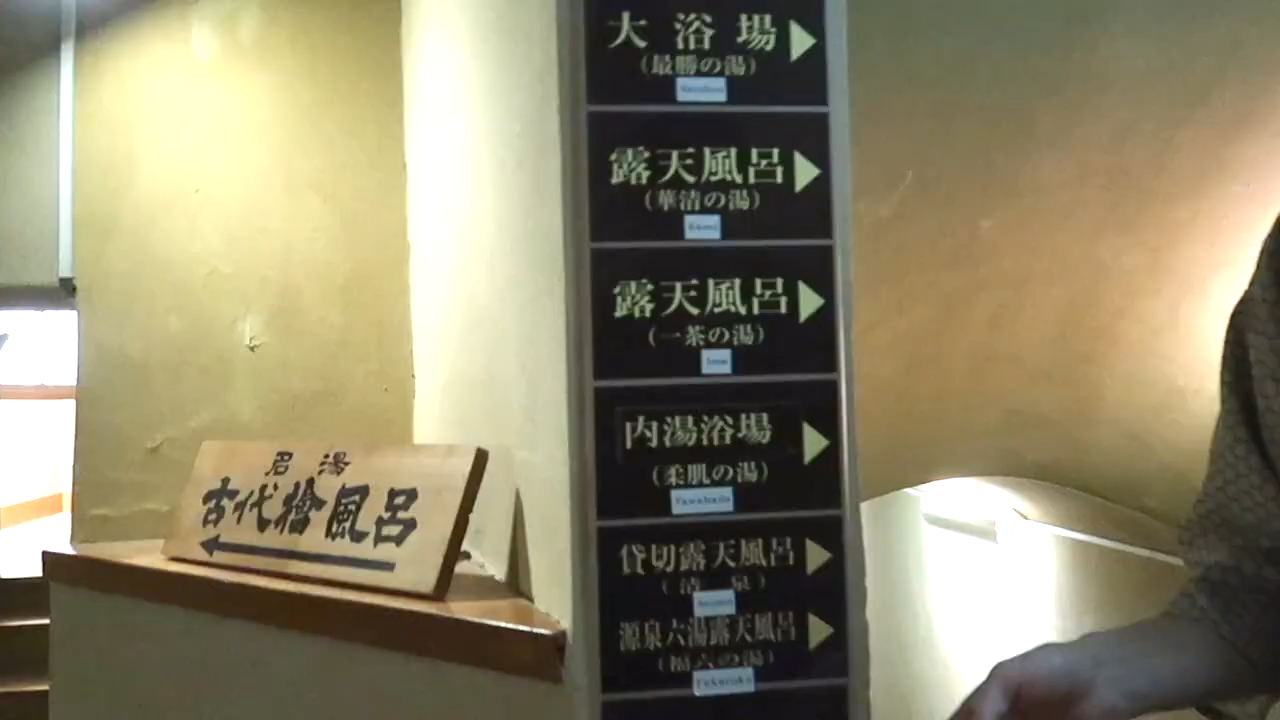 大浴場
(最勝の湯)
露天風呂
(華清の湯)
露天風呂
(一茶の湯)
内湯浴場
(柔肌の湯)
貸切露天風呂
源泉六湯露天風呂
(福六の湯)
Fukuroku
名湯
古代檜風呂